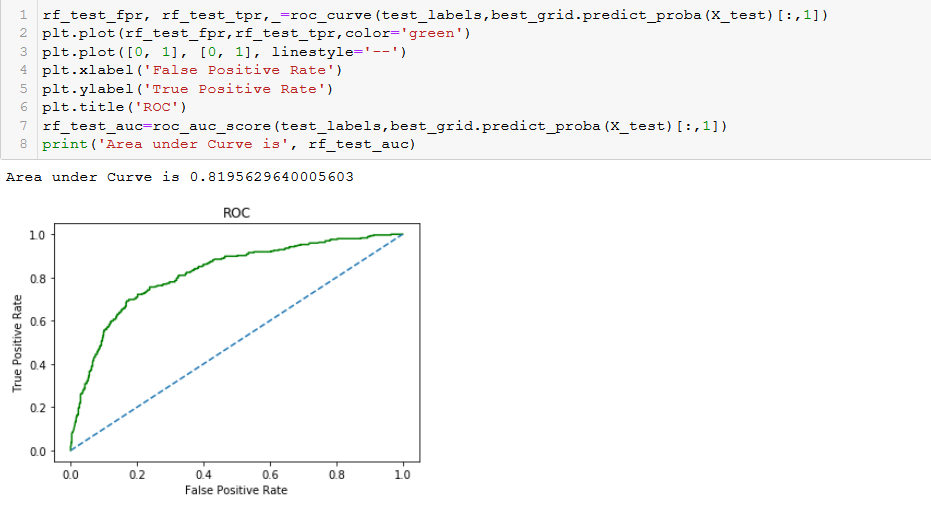 1 rf_test_fpr, rf_test_tpr,_=roc_curve(test_labels,best_grid.predict_proba(X_test)[:,1])
2 plt.plot(rf_test_fpr,rf_test_tpr,color='green')
3 plt.plot([0, 1], [0, 1], linestyle='--')
4 plt.xlabel('False Positive Rate')
5 plt.ylabel('True Positive Rate')
6 plt.title('ROC')
7 rf_test_auc=roc_auc_score(test_labels,best_grid.predict_proba(X_test)[:,1])
8 print('Area under Curve is', rf_test_auc)
Area under Curve is 0.8195629640005603
ROC
True Positive Rate
1.0
0.8
0.6
0.4
0.2
0.0
0.0 0.2 0.4 0.6 0.8 1.0
False Positive Rate